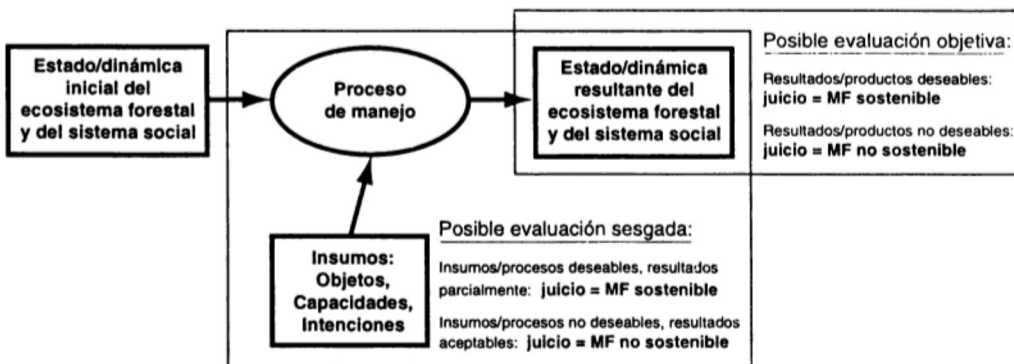 Estado/dinámica
inicial del
ecosistema forestal
y del sistema social
Proceso
de manejo
Estado/dinámica
resultante del
ecosistema forestal
y del sistema social
Posible evaluación objetiva:
Resultados/productos deseables:
juicio = MF sostenible
Resultados/productos no deseables:
juicio = MF no sostenible
Insumos:
Objetos,
Capacidades,
Intenciones
Posible evaluación sesgada:
Insumos/procesos deseables, resultados
parcialmente: juicio = MF sostenible
Insumos/procesos no deseables, resultados
aceptables: juicio = MF no sostenible